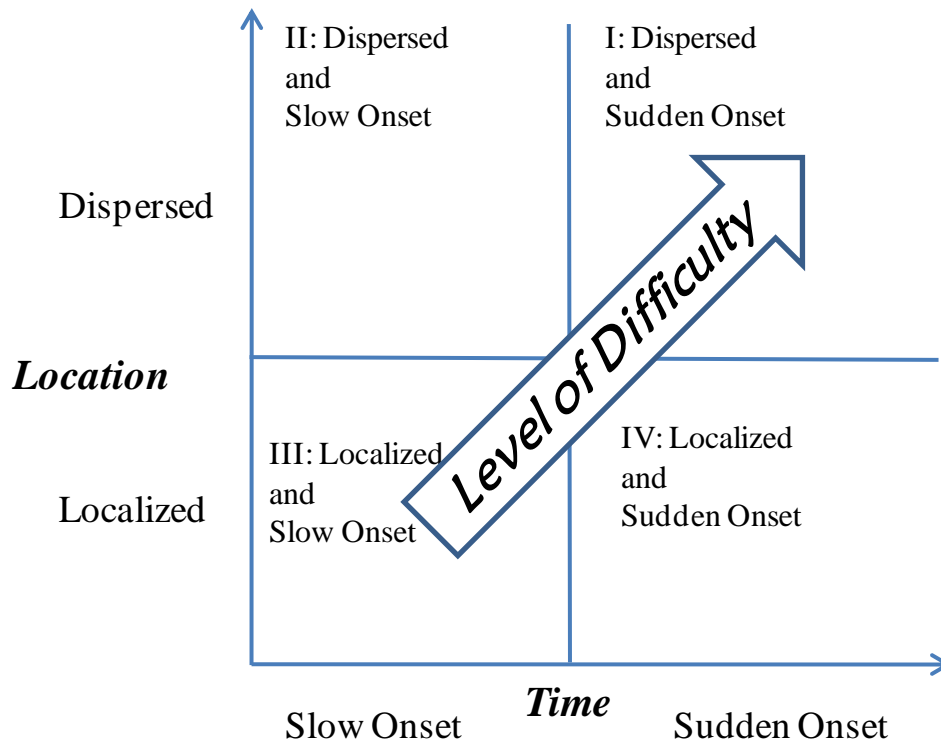 II: Dispersed
and
Slow Onset
I: Dispersed
and
Sudden Onset
Dispersed
Level of Difficulty
Location
III: Localized
and
Slow Onset
IV: Localized
and
Sudden Onset
Localized
Time
Slow Onset
Sudden Onset